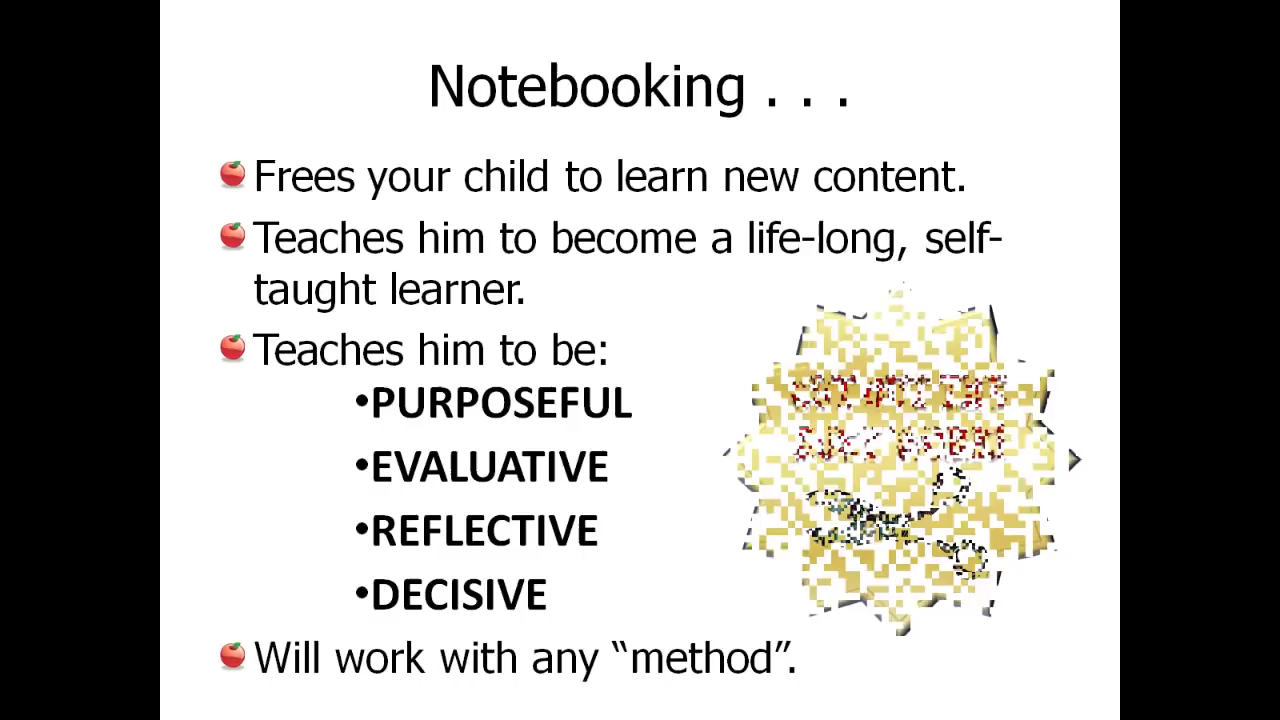 Notebooking . . .
Frees your child to learn new content.
Teaches him to become a life-long, self-
taught learner.
Teaches him to be:
•PURPOSEFUL
•EVALUATIVE
•REFLECTIVE
•DECISIVE
Will work with any “method”.